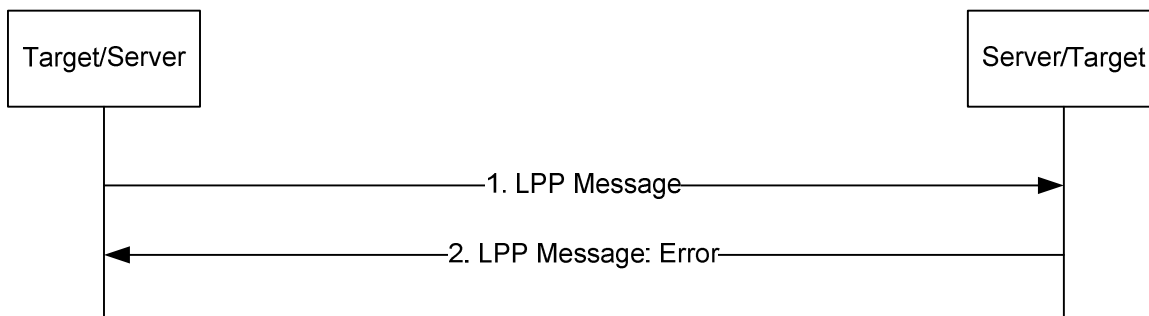 Target/Server
Server/Target
1. LPP Message
2. LPP Message: Error